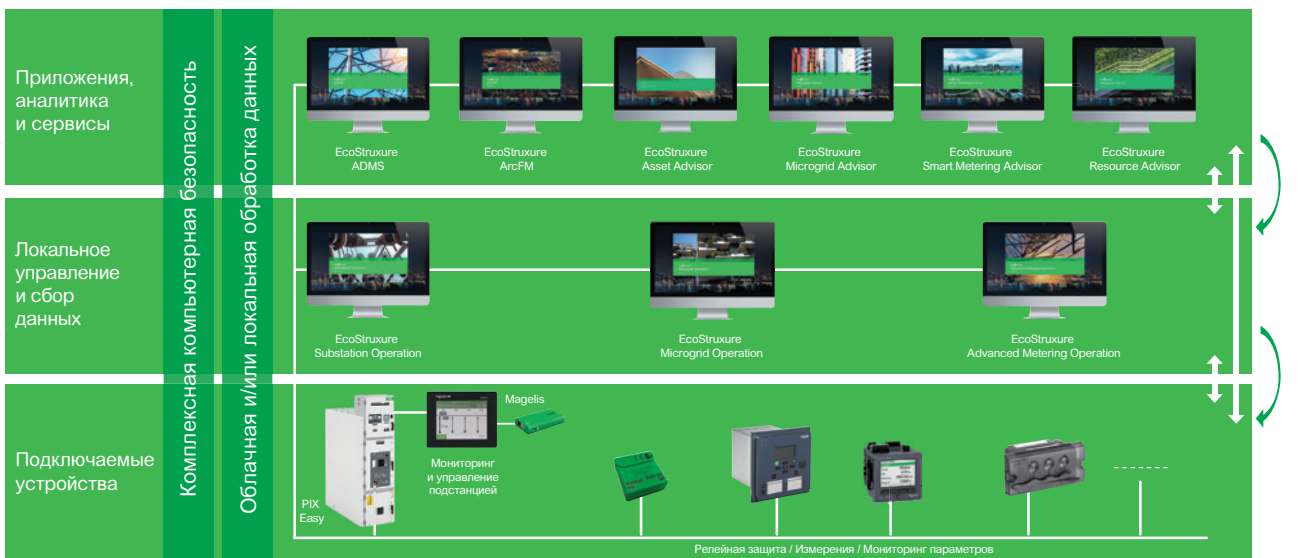 Приложения,
аналитика
и сервисы
Комплексная компьютерная безопасность
Облачная и/или локальная обработка данных
EcoStruxure
ADMS
EcoStruxure
ArcFM
EcoStruxure
Asset Advisor
EcoStruxure
Microgrid Advisor
EcoStruxure
Smart Metering Advisor
EcoStruxure
Resource Advisor
Локальное
управление
и сбор
данных
EcoStruxure
Substation Operation
EcoStruxure
Microgrid Operation
EcoStruxure
Advanced Metering Operation
Подключаемые
устройства
PIX
Easy
Magelis
Мониторинг
и управление
подстанцией
Релейная защита / Измерения / Мониторинг параметров